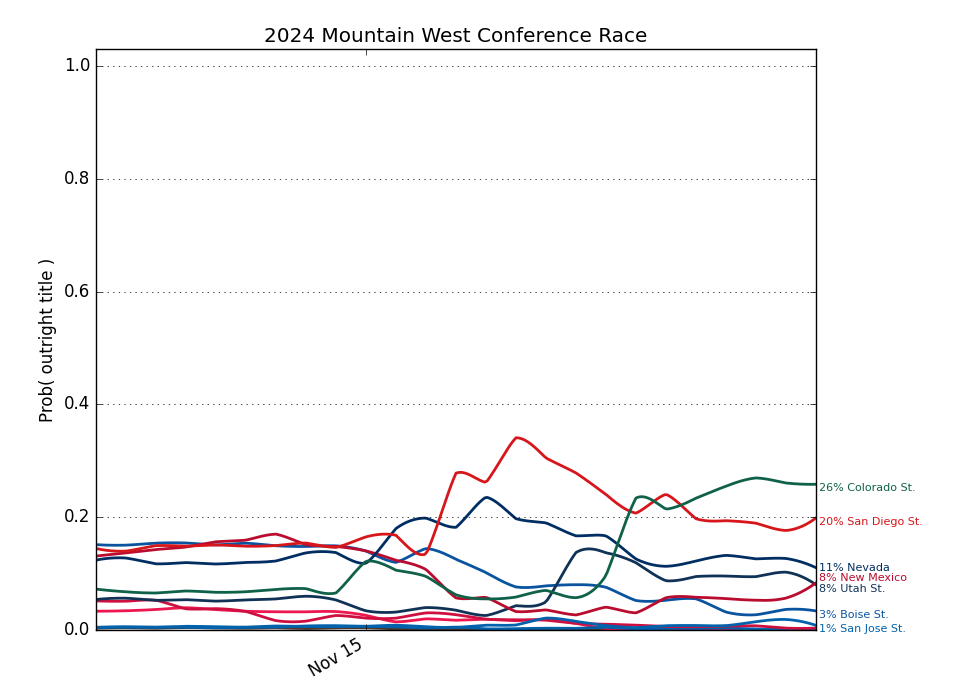 2024 Mountain West Conference Race
Prob( outright title )
1.0
0.8
0.6
0.4
0.2
0.0
Nov 15
26% Colorado St.
20% San Diego St.
11% Nevada
8% New Mexico
8% Utah St.
3% Boise St.
1% San Jose St.